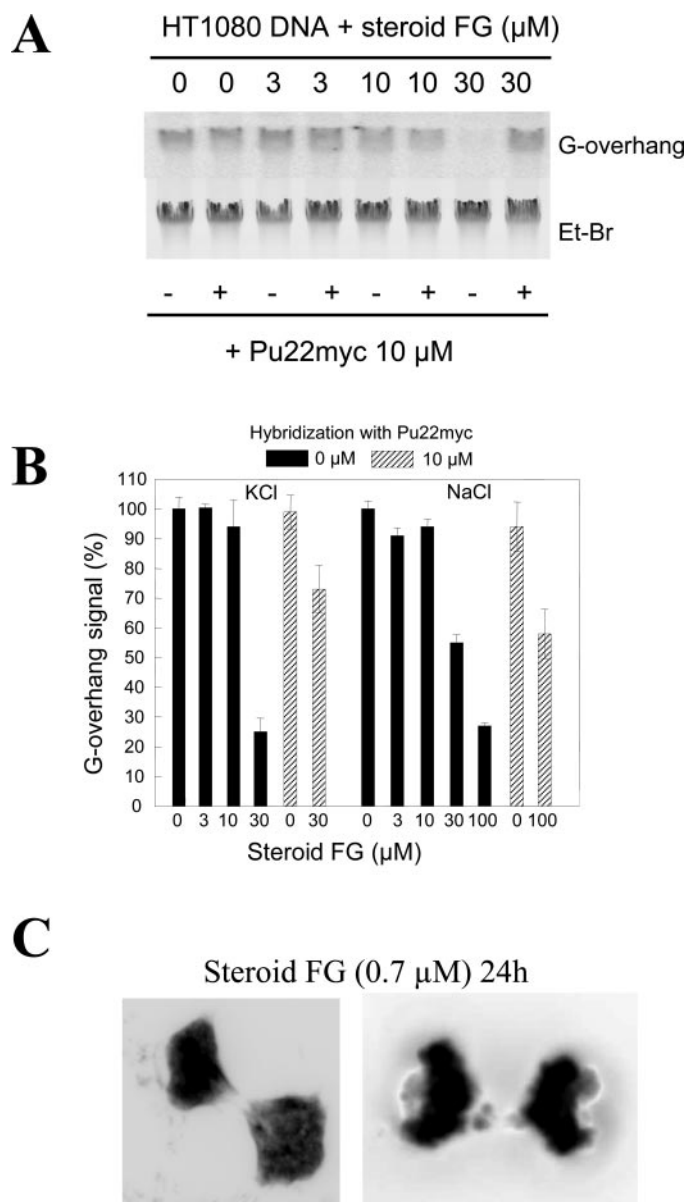 A
HT1080 DNA + steroid FG (µM)
0 0 3 3 10 10 30 30
G-overhang
Et-Br
- + - + - + - +
+ Pu22myc 10 µM
B
Hybridization with Pu22myc
0 µM 10 µM
KCl NaCl
G-overhang signal (%)
110
100
90
80
70
60
50
40
30
20
10
0
0 3 10 30 0 30 0 3 10 30 100 0 100
Steroid FG (µM)
C
Steroid FG (0.7 µM) 24h